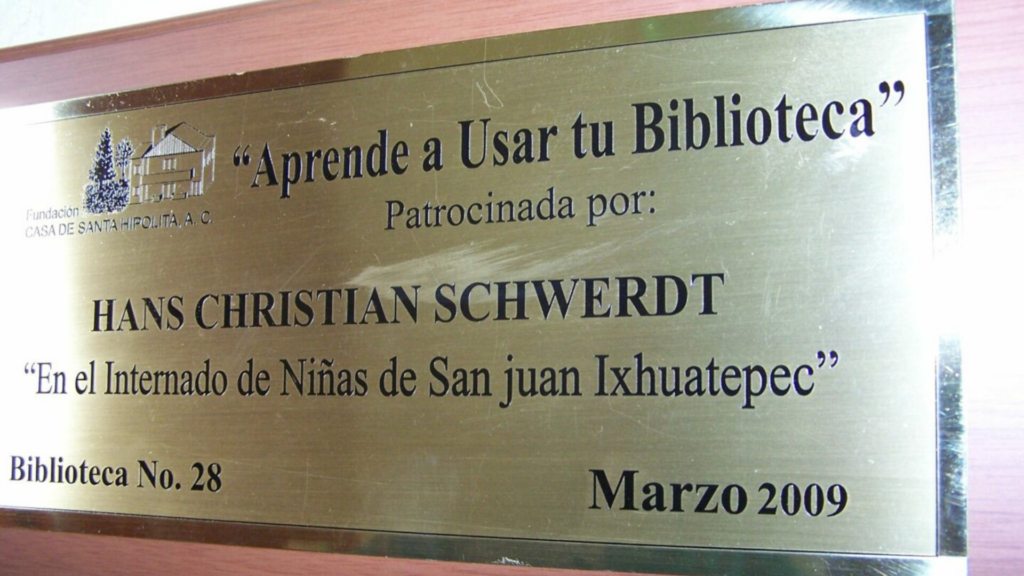 “Aprende a Usar tu Biblioteca”
Fundación
CASA DE SANTA HIPOLITA, A. C.
Patrocinada por:
HANS CHRISTIAN SCHWERDT
“En el Internado de Niñas de San juan Ixhuatepec”
Biblioteca No. 28
Marzo 2009